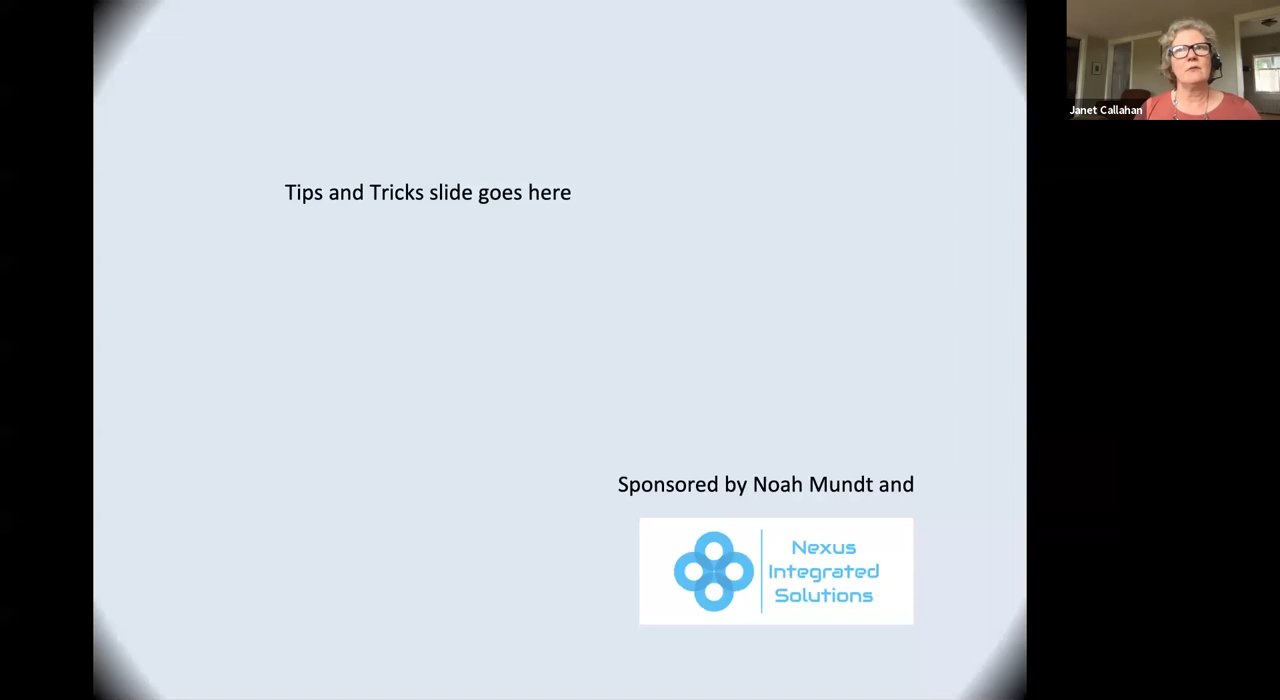 Tips and Tricks slide goes here
Janet Callahan
Sponsored by Noah Mundt and
Nexus
Integrated
Solutions